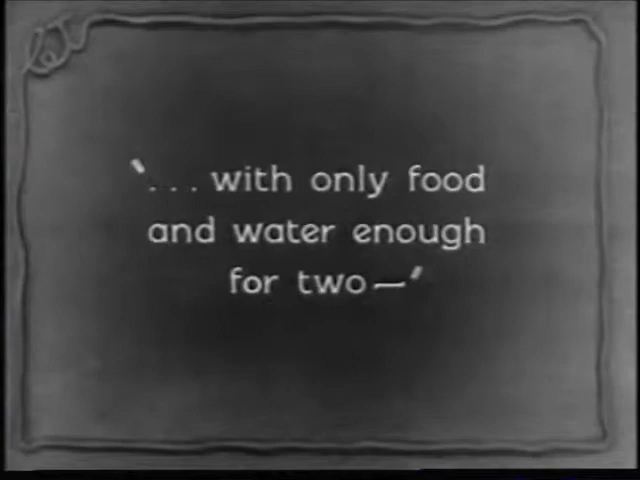 ‘... with only food
and water enough
for two—’